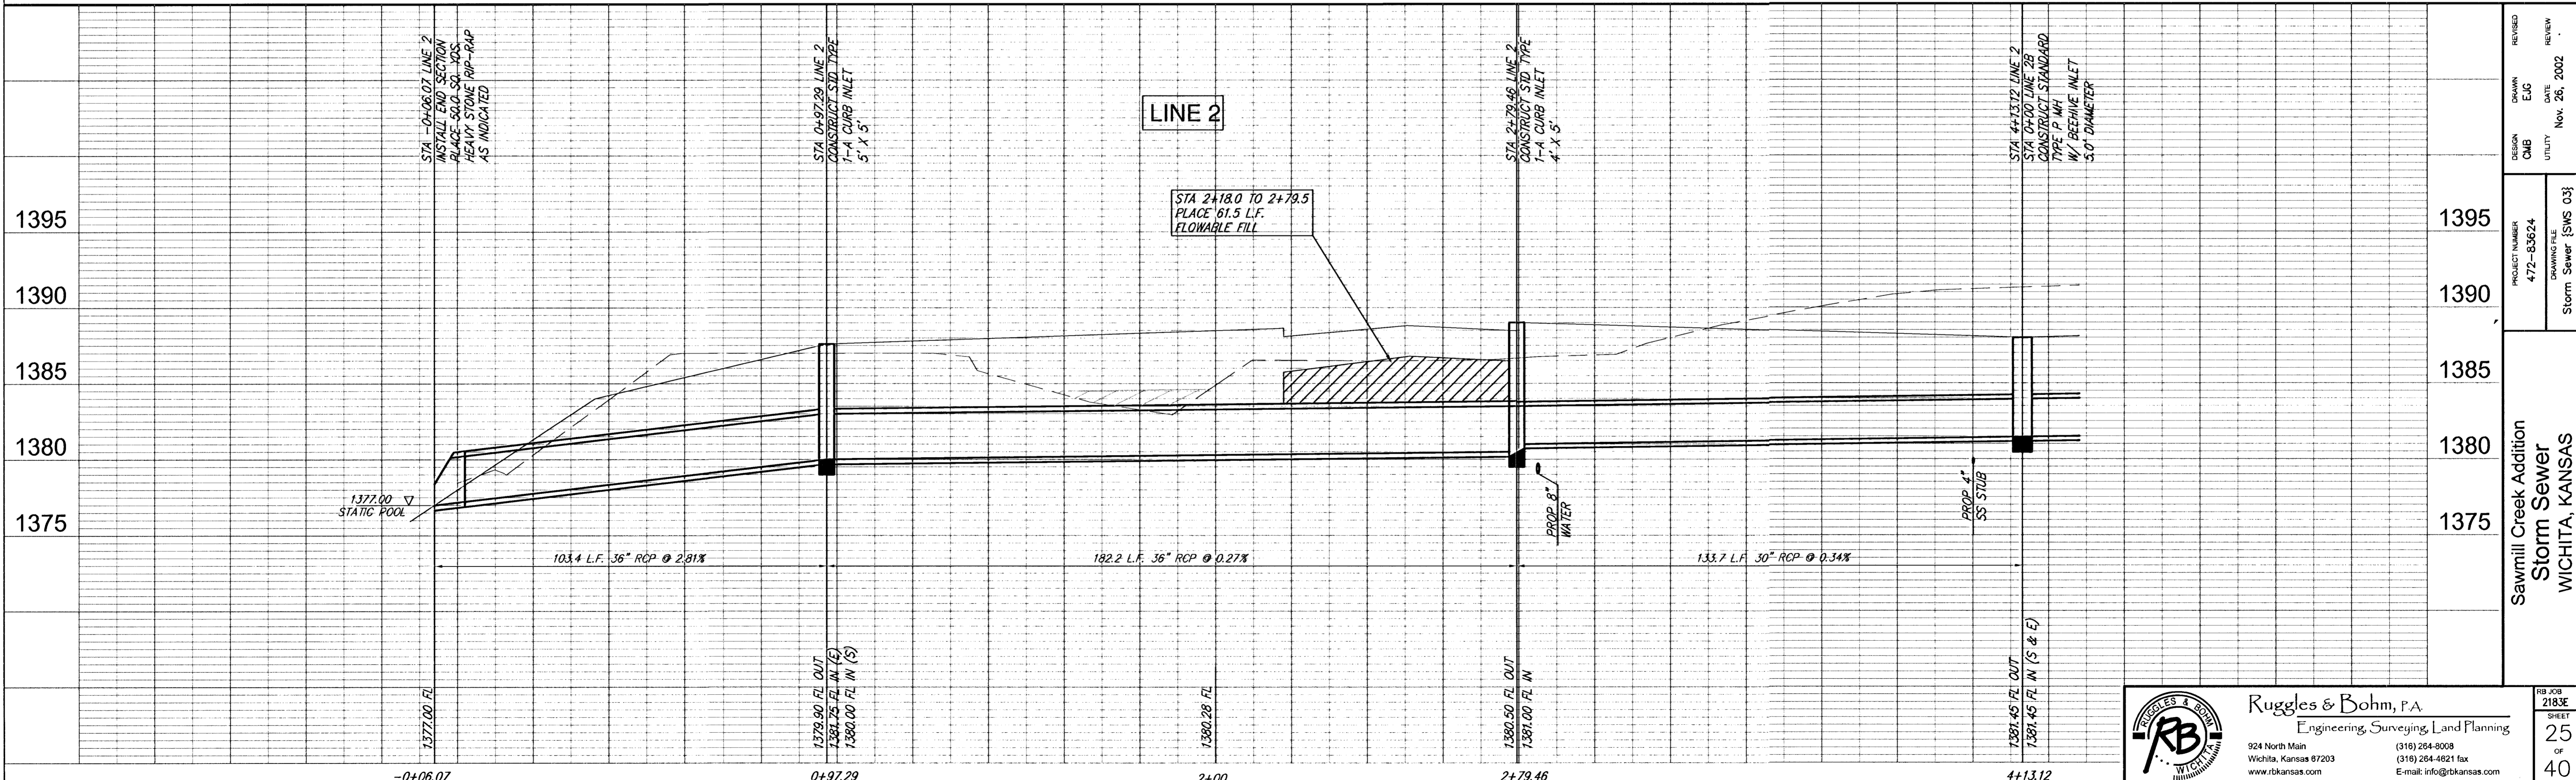 STA -0+06.07 LINE 2
INSTALL END SECTION
PLACE 50.0 SQ. YDS.
HEAVY STONE RIP-RAP
AS INDICATED
STA 0+97.29 LINE 2
CONSTRUCT STD TYPE
1-A CURB INLET
5' X 5'
LINE 2
STA 2+79.46 LINE 2
CONSTRUCT STD TYPE
1-A CURB INLET
4' X 5'
STA 4+13.12 LINE 2
STA 0+00 LINE 2B
CONSTRUCT STANDARD
TYPE P MH
W/ BEEHIVE INLET
5.0' DIAMETER
STA 2+18.0 TO 2+79.5
PLACE 61.5 L.F.
FLOWABLE FILL
1395
1390
1385
1380
1375
1395
1390
1385
1380
1375
1377.00
STATIC POOL
PROP 8"
WATER
PROP 4"
SS STUB
103.4 L.F. 36" RCP @ 2.81%
182.2 L.F. 36" RCP @ 0.27%
133.7 L.F. 30" RCP @ 0.34%
1377.00 FL
1379.90 FL OUT
1381.75 FL IN (E)
1380.00 FL IN (S)
1380.28 FL
1380.50 FL OUT
1381.00 FL IN
1381.45 FL OUT
1381.45 FL IN (S & E)
-0+06.07
0+97.29
2+00
2+79.46
4+13.12
DESIGN
CMB
DRAWN
EJG
REVISED
UTILITY
DATE
Nov. 26, 2002
REVIEW
PROJECT NUMBER
472-83624
DRAWING FILE
Storm Sewer {SWS 03}
Sawmill Creek Addition
Storm Sewer
WICHITA, KANSAS
RUGGLES & BOHM
RB
WICHITA
Ruggles & Bohm, P.A.
Engineering, Surveying, Land Planning
924 North Main
Wichita, Kansas 67203
www.rbkansas.com
(316) 264-8008
(316) 264-4621 fax
E-mail: info@rbkansas.com
RB JOB
2183E
SHEET
25
OF
40